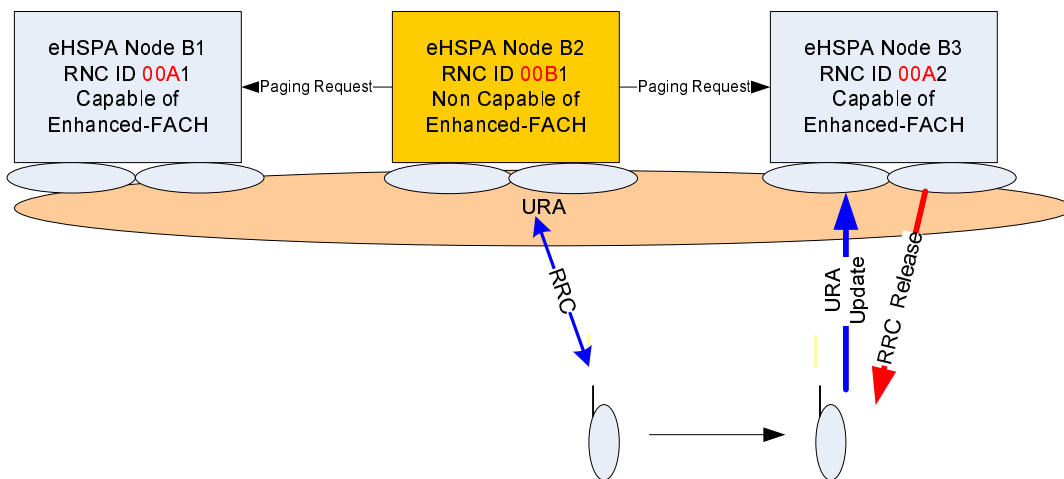 eHSPA Node B1
RNC ID 00A1
Capable of
Enhanced-FACH
Paging Request
eHSPA Node B2
RNC ID 00B1
Non Capable of
Enhanced-FACH
Paging Request
eHSPA Node B3
RNC ID 00A2
Capable of
Enhanced-FACH
URA
RRC
URA
Update
RRC Release